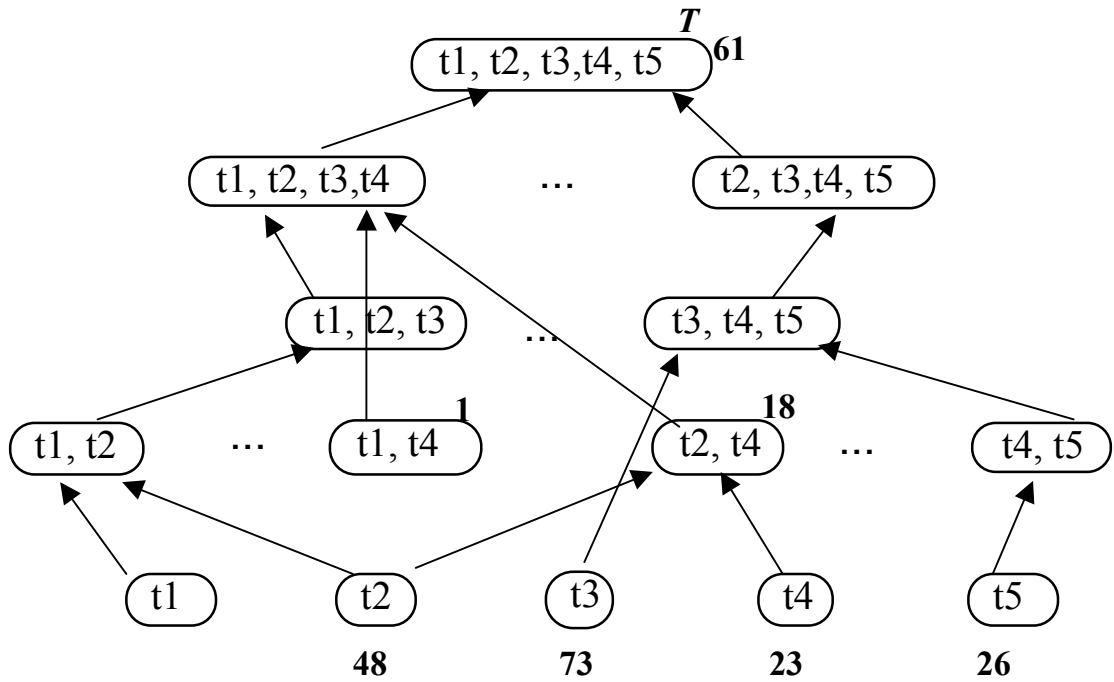 T
t1, t2, t3,t4, t5 61
t1, t2, t3,t4 ... t2, t3,t4, t5
t1, t2, t3 ... t3, t4, t5
1 18
t1, t2 ... t1, t4 t2, t4 ... t4, t5
t1 t2 t3 t4 t5
48 73 23 26